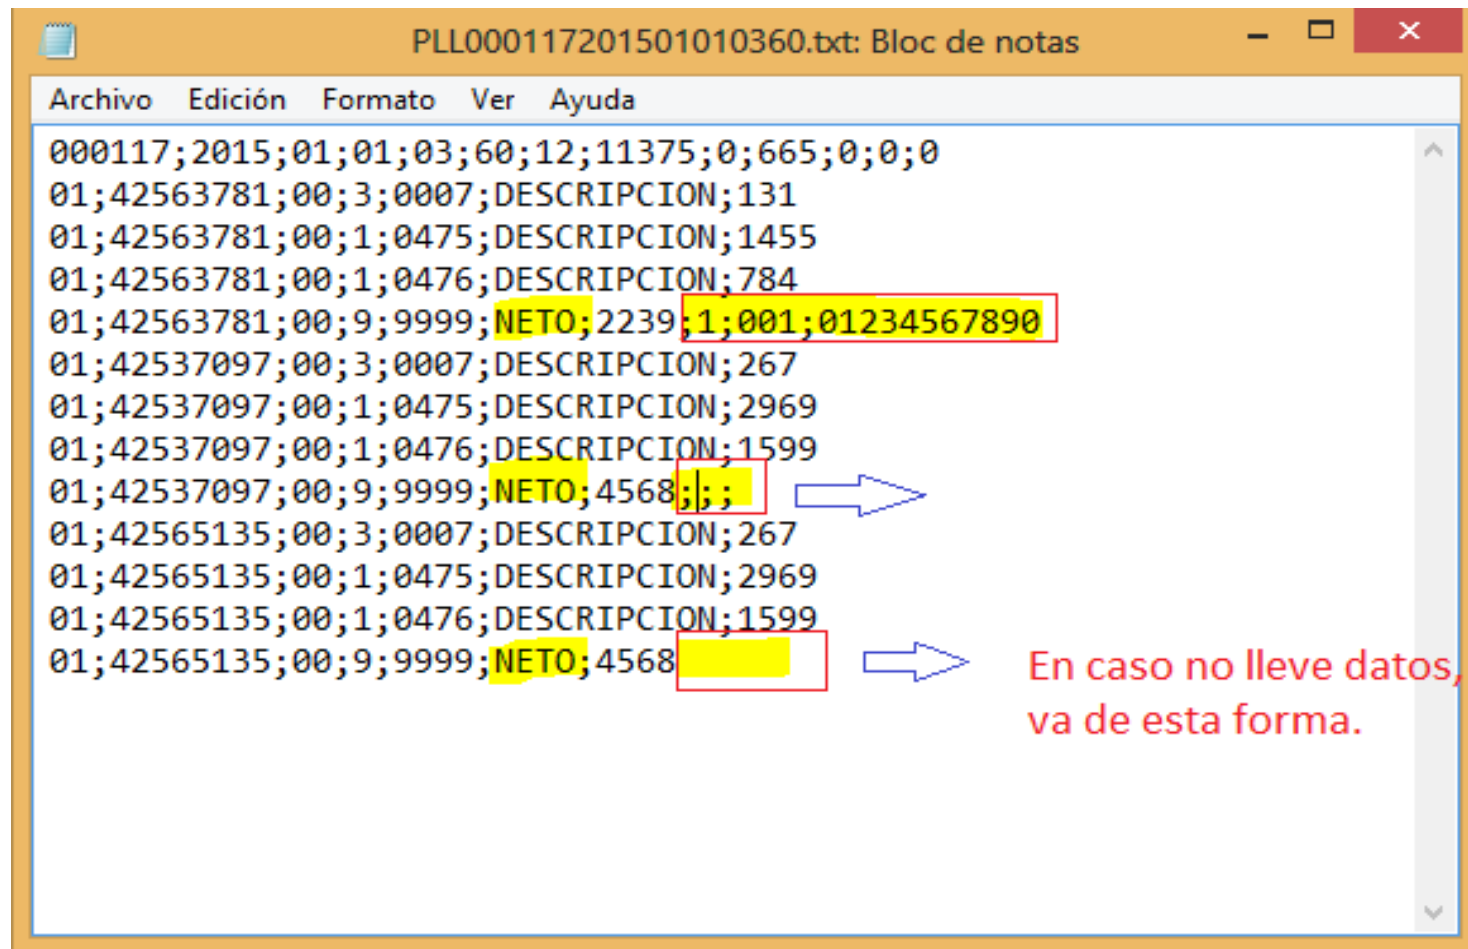 PLL000117201501010360.txt: Bloc de notas
Archivo Edición Formato Ver Ayuda
000117;2015;01;01;03;60;12;11375;0;665;0;0;0
01;42563781;00;3;0007;DESCRIPCION;131
01;42563781;00;1;0475;DESCRIPCION;1455
01;42563781;00;1;0476;DESCRIPCION;784
01;42563781;00;9;9999;NETO;2239;1;001;01234567890
01;42537097;00;3;0007;DESCRIPCION;267
01;42537097;00;1;0475;DESCRIPCION;2969
01;42537097;00;1;0476;DESCRIPCION;1599
01;42537097;00;9;9999;NETO;4568;;;
01;42565135;00;3;0007;DESCRIPCION;267
01;42565135;00;1;0475;DESCRIPCION;2969
01;42565135;00;1;0476;DESCRIPCION;1599
01;42565135;00;9;9999;NETO;4568
En caso no lleve datos,
va de esta forma.